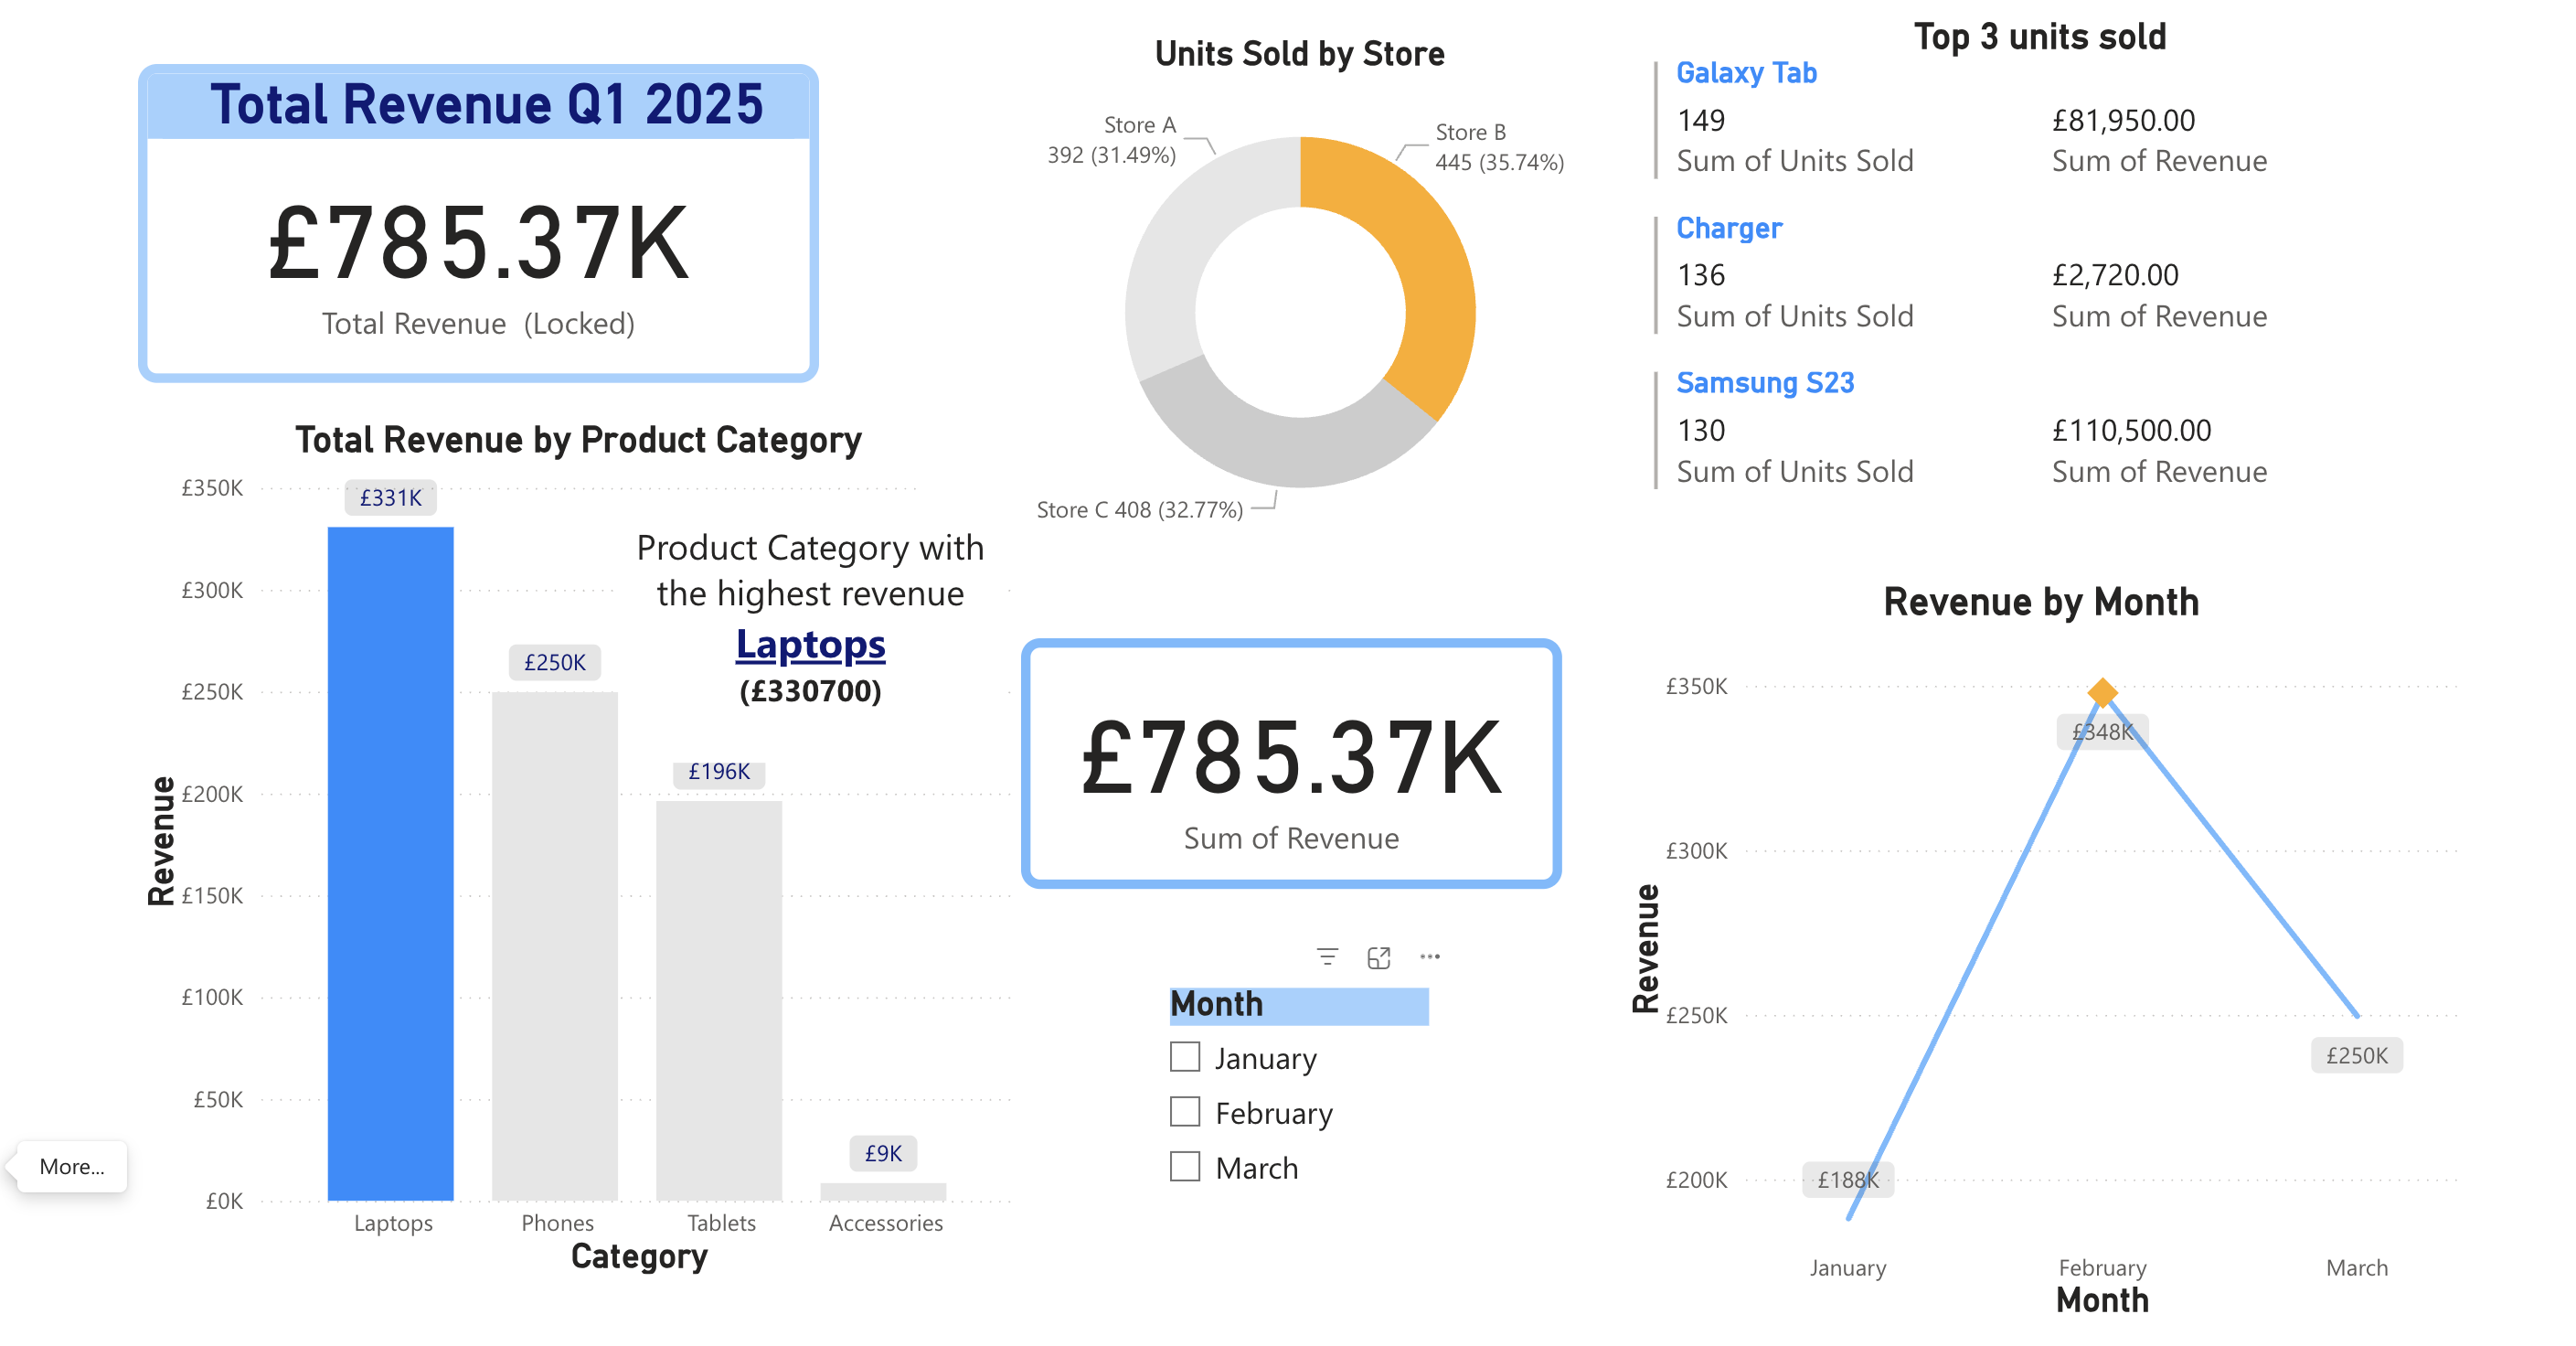 Total Revenue Q1 2025
£785.37K
Total Revenue (Locked)
Units Sold by Store
Store A
392 (31.49%)
Store B
445 (35.74%)
Store C 408 (32.77%)
Top 3 units sold
Galaxy Tab
149 £81,950.00
Sum of Units Sold Sum of Revenue
Charger
136 £2,720.00
Sum of Units Sold Sum of Revenue
Samsung S23
130 £110,500.00
Sum of Units Sold Sum of Revenue
Total Revenue by Product Category
Revenue
£350K
£300K
£250K
£200K
£150K
£100K
£50K
£0K
£331K
£250K
£196K
£9K
Product Category with
the highest revenue
Laptops
(£330700)
Laptops Phones Tablets Accessories
Category
More...
£785.37K
Sum of Revenue
Month
January
February
March
Revenue by Month
Revenue
£350K
£300K
£250K
£200K
£188K
£348K
£250K
January February March
Month